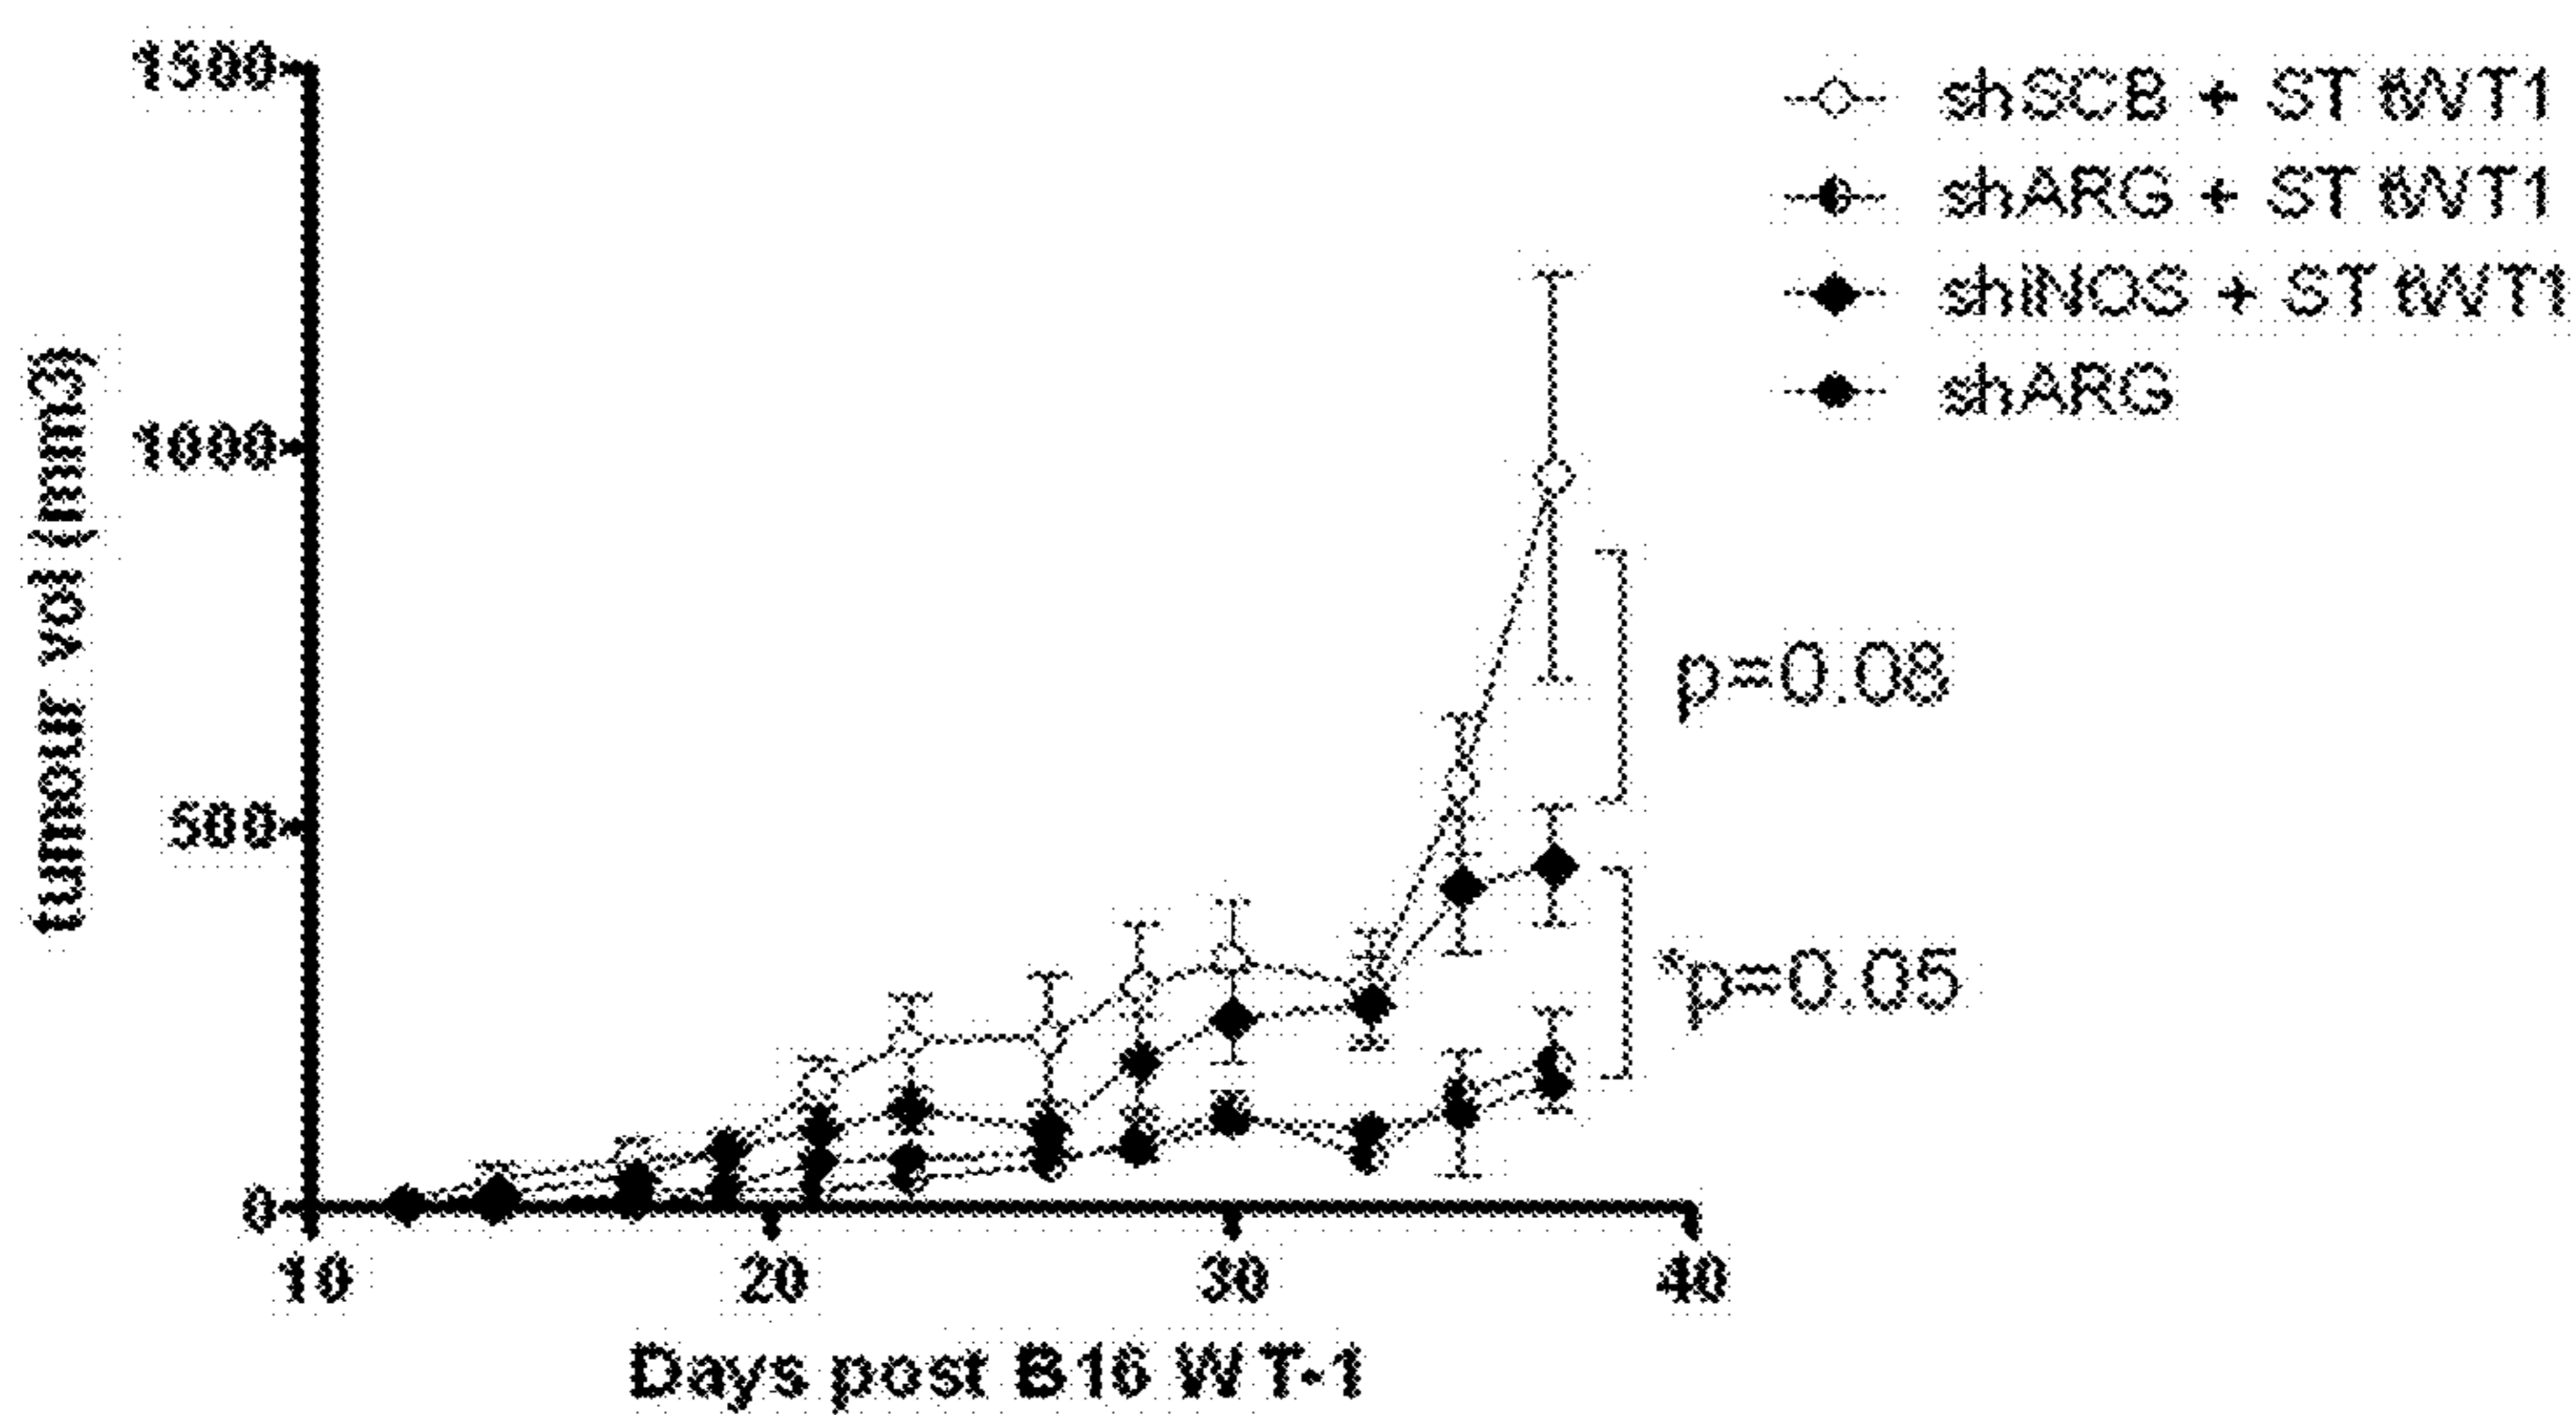 1500
1000
500
0
tumour vol (mm3)
10 20 30 40
Days post B16 WT-1
shSCB + ST tWT1
shARG + ST tWT1
shiNOS + ST tWT1
shARG
p=0.08
*p=0.05